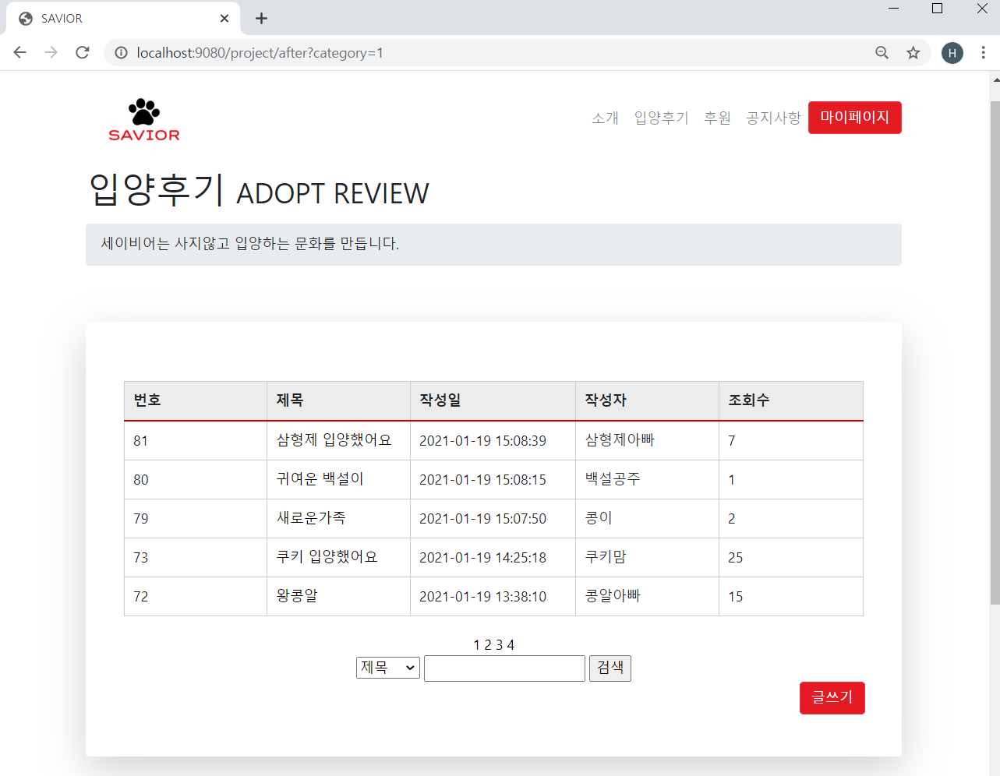 SAVIOR
localhost:9080/project/after?category=1
H
SAVIOR
소개 입양후기 후원 공지사항 마이페이지
입양후기 ADOPT REVIEW
세이비어는 사지않고 입양하는 문화를 만듭니다.
번호 제목 작성일 작성자 조회수
81 삼형제 입양했어요 2021-01-19 15:08:39 삼형제아빠 7
80 귀여운 백설이 2021-01-19 15:08:15 백설공주 1
79 새로운가족 2021-01-19 15:07:50 콩이 2
73 쿠키 입양했어요 2021-01-19 14:25:18 쿠키맘 25
72 왕콩알 2021-01-19 13:38:10 콩알아빠 15
1 2 3 4
제목 검색
글쓰기